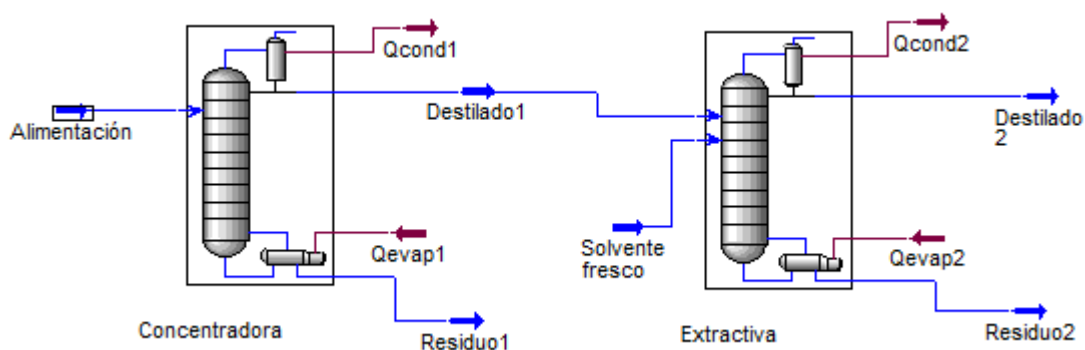 Qcond1
Qcond2
Alimentación
Destilado1
Destilado
2
Solvente
fresco
Qevap1
Qevap2
Concentradora
Residuo1
Extractiva
Residuo2